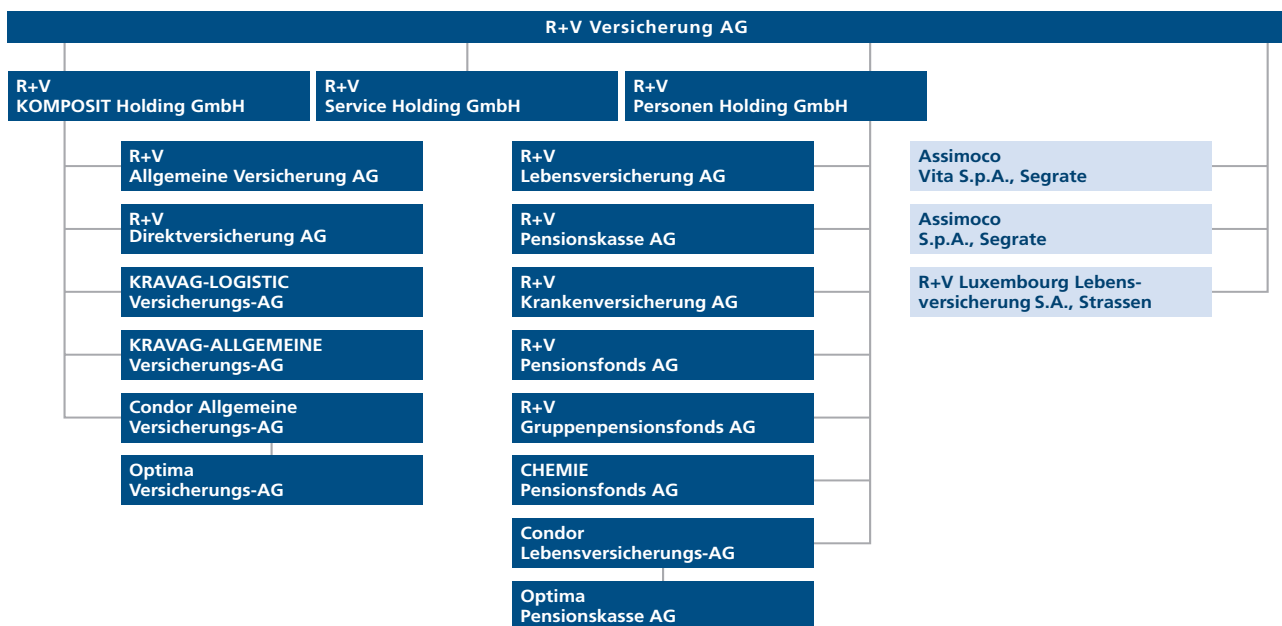 R+V Versicherung AG
R+V
KOMPOSIT Holding GmbH
R+V
Service Holding GmbH
R+V
Personen Holding GmbH
R+V
Allgemeine Versicherung AG
R+V
Direktversicherung AG
KRAVAG-LOGISTIC
Versicherungs-AG
KRAVAG-ALLGEMEINE
Versicherungs-AG
Condor Allgemeine
Versicherungs-AG
Optima
Versicherungs-AG
R+V
Lebensversicherung AG
R+V
Pensionskasse AG
R+V
Krankenversicherung AG
R+V
Pensionsfonds AG
R+V
Gruppenpensionsfonds AG
CHEMIE
Pensionsfonds AG
Condor
Lebensversicherungs-AG
Optima
Pensionskasse AG
Assimoco
Vita S.p.A., Segrate
Assimoco
S.p.A., Segrate
R+V Luxembourg Lebens-
versicherung S.A., Strassen